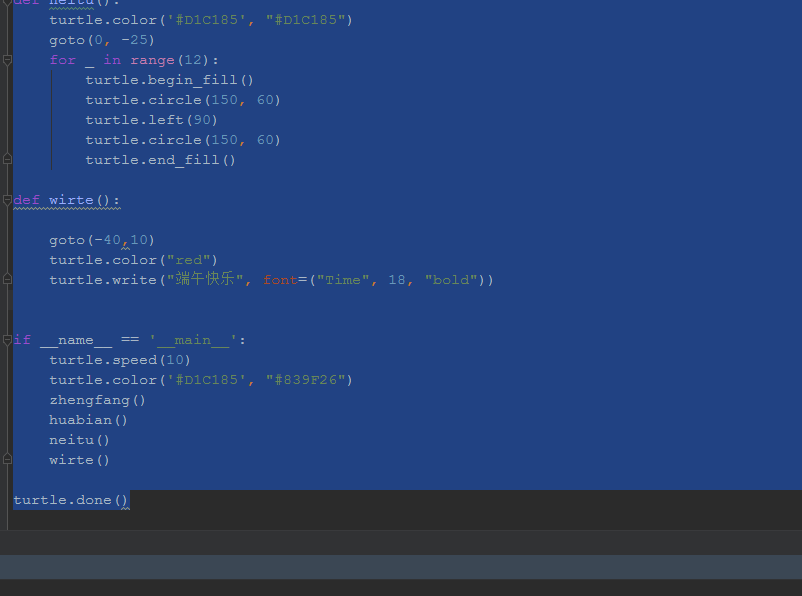 def neitu():
    turtle.color('#D1C185', "#D1C185")
    goto(0, -25)
    for _ in range(12):
        turtle.begin_fill()
        turtle.circle(150, 60)
        turtle.left(90)
        turtle.circle(150, 60)
        turtle.end_fill()
def wirte():
    goto(-40,10)
    turtle.color("red")
    turtle.write("端午快乐", font=("Time", 18, "bold"))
if __name__ == '__main__':
    turtle.speed(10)
    turtle.color('#D1C185', "#839F26")
    zhengfang()
    huabian()
    neitu()
    wirte()
turtle.done()